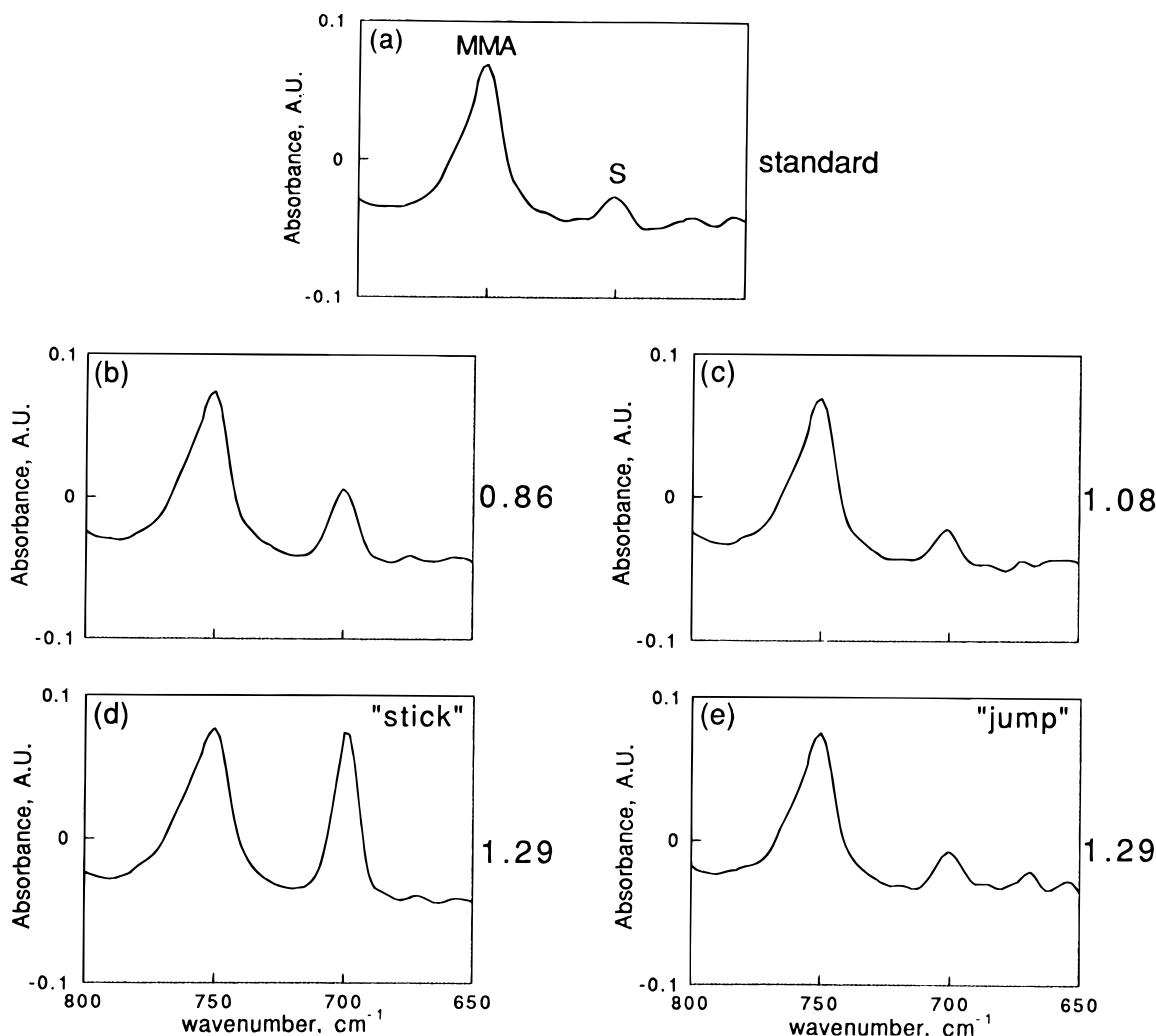 0.1
(a)
MMA
Absorbance, A.U.
0
S
standard
-0.1
0.1
(b)
Absorbance, A.U.
0
0.86
-0.1
0.1
(c)
Absorbance, A.U.
0
1.08
-0.1
0.1
(d)
"stick"
Absorbance, A.U.
0
1.29
-0.1
800
750
700
650
wavenumber, cm⁻¹
0.1
(e)
"jump"
Absorbance, A.U.
0
1.29
-0.1
800
750
700
650
wavenumber, cm⁻¹